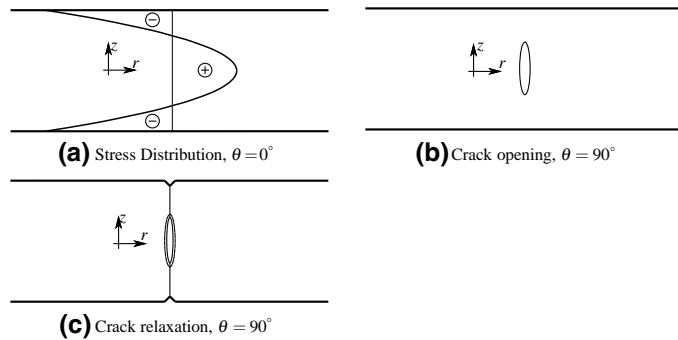 ⊖
z
r
⊕
⊖
(a) Stress Distribution, θ = 0°
z
r
(b) Crack opening, θ = 90°
z
r
(c) Crack relaxation, θ = 90°